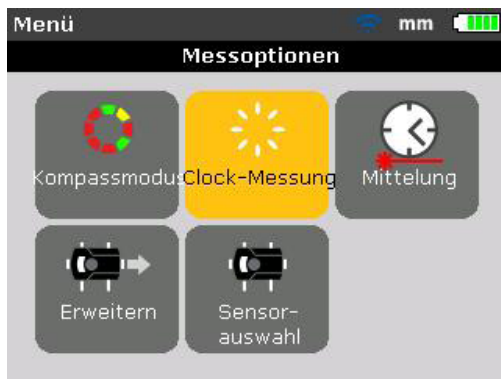 Menü mm
Messoptionen
Kompassmodus Clock-Messung Mittelung
Erweitern Sensor-
auswahl